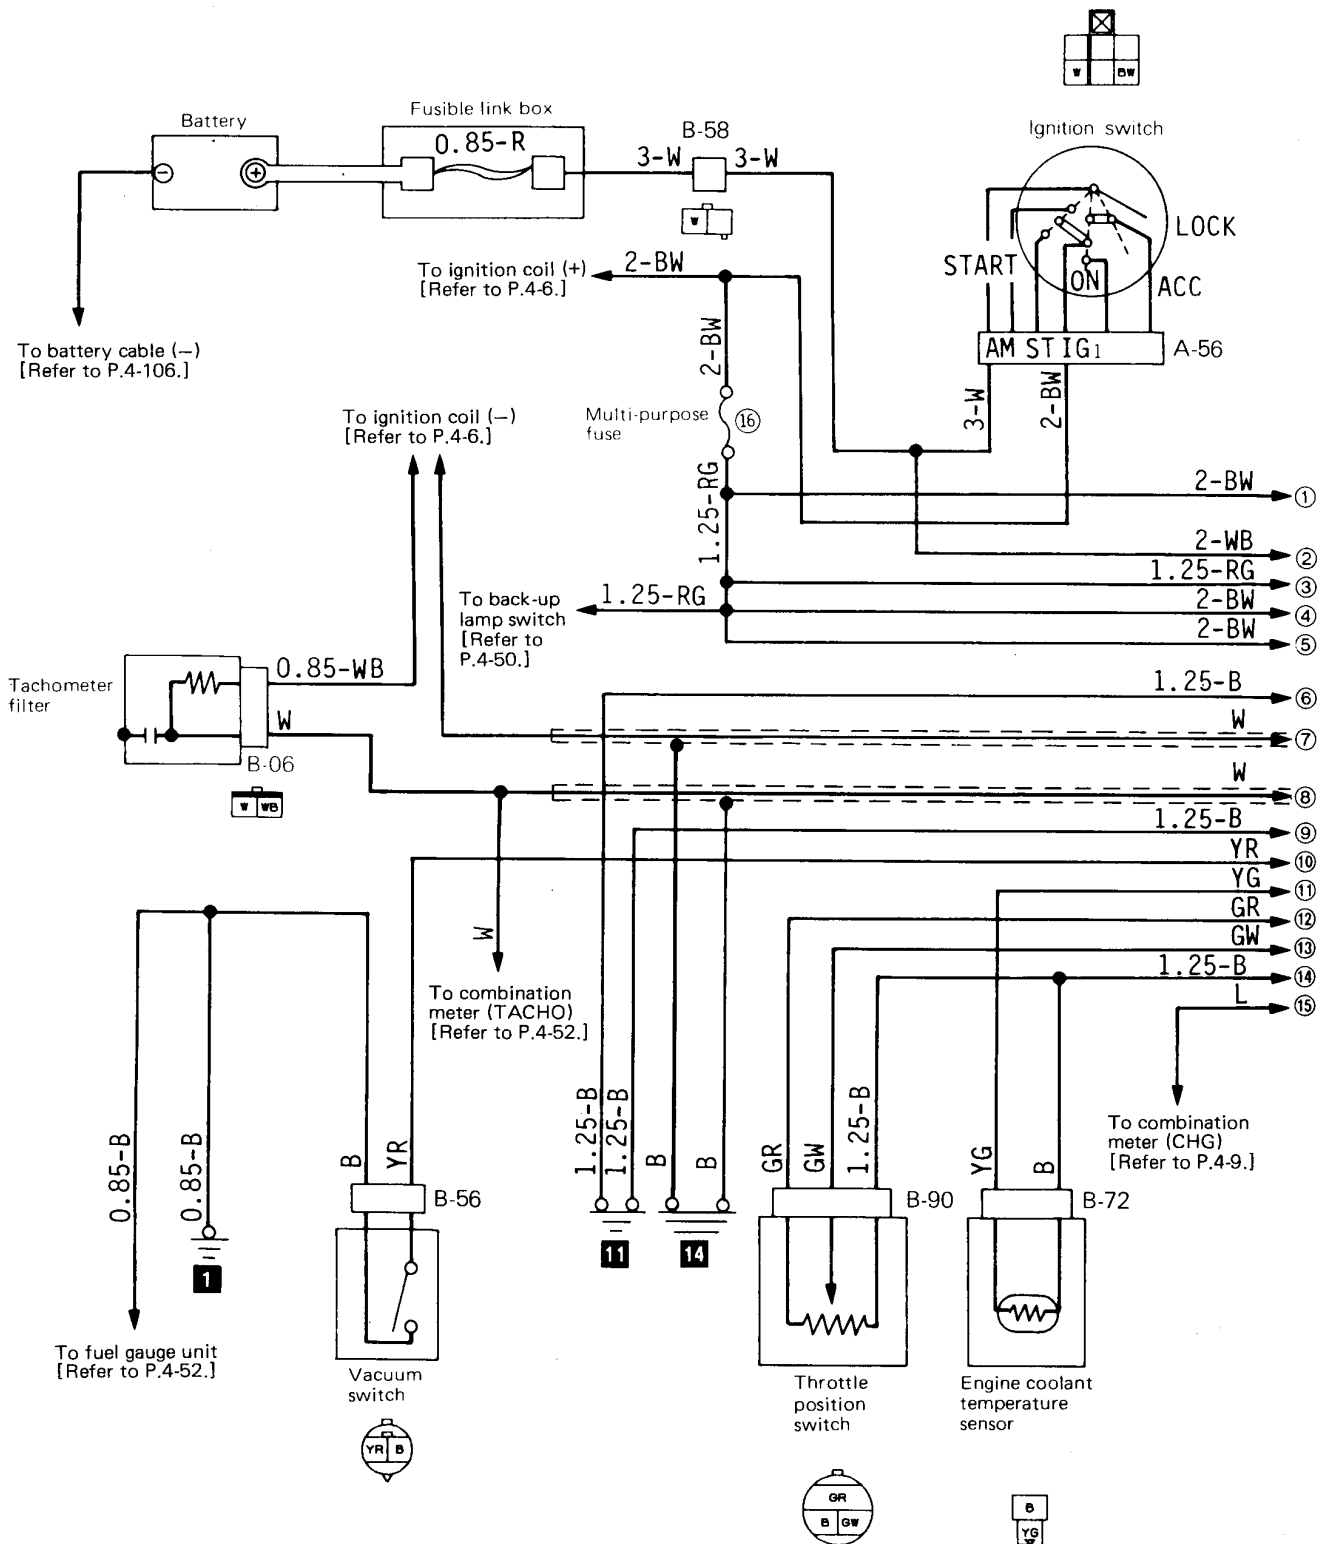 W BW
Ignition switch
Battery
Fusible link box
0.85-R
B-58
3-W 3-W
W
LOCK
START
ON
ACC
AM ST IG1
A-56
To ignition coil (+)
[Refer to P.4-6.]
2-BW
2-BW
3-W
2-BW
To battery cable (—)
[Refer to P.4-106.]
To ignition coil (—)
[Refer to P.4-6.]
Multi-purpose
fuse
16
1.25-RG
2-BW 1
2-WB 2
1.25-RG 3
2-BW 4
2-BW 5
To back-up
lamp switch
[Refer to
P.4-50.]
1.25-RG
Tachometer
filter
0.85-WB
W
B-06
W WB
1.25-B 6
W 7
W 8
1.25-B 9
YR 10
YG 11
GR 12
GW 13
1.25-B 14
L 15
W
To combination
meter (TACHO)
[Refer to P.4-52.]
To combination
meter (CHG)
[Refer to P.4-9.]
0.85-B
0.85-B
B
YR
1.25-B
1.25-B
B
B
GR
GW
1.25-B
YG
B
B-56
B-90
B-72
1
11
14
To fuel gauge unit
[Refer to P.4-52.]
Vacuum
switch
Throttle
position
switch
Engine coolant
temperature
sensor
YR B
GR
B GW
B
YG